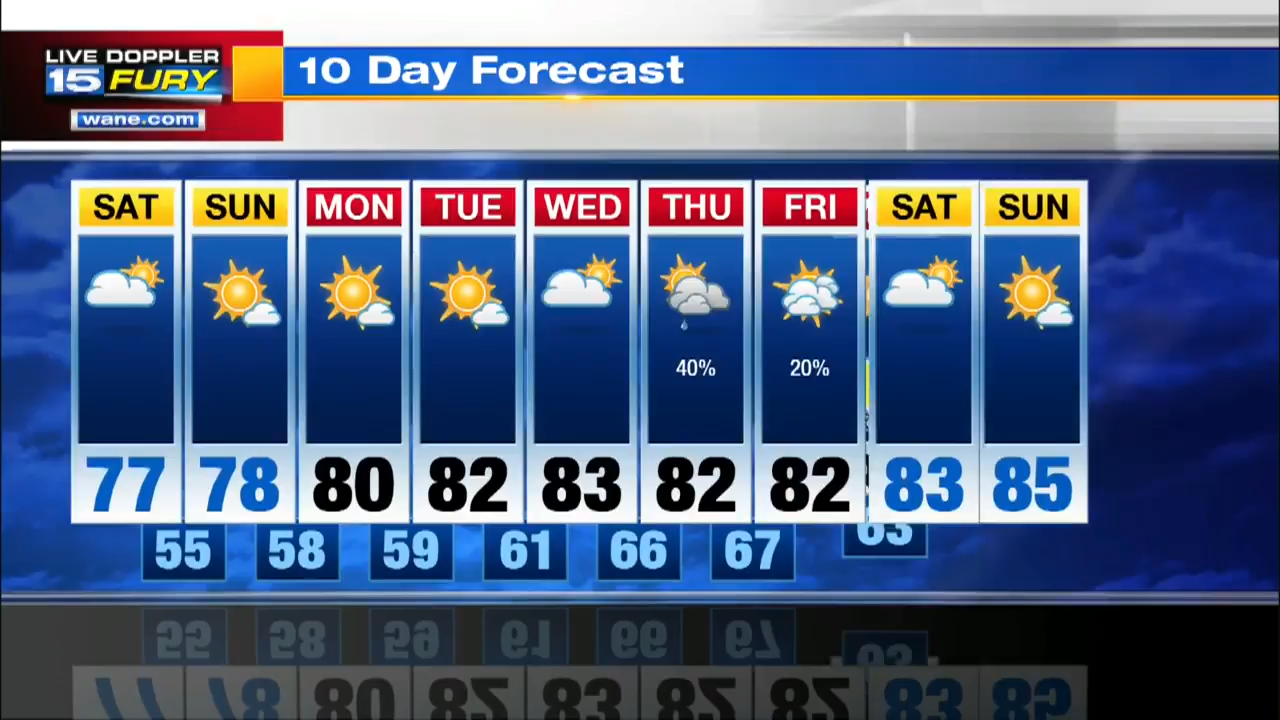 LIVE DOPPLER
15 FURY
wane.com
10 Day Forecast
SAT SUN MON TUE WED THU FRI SAT SUN
40% 20%
77 78 80 82 83 82 82 83 85
55 58 59 61 66 67